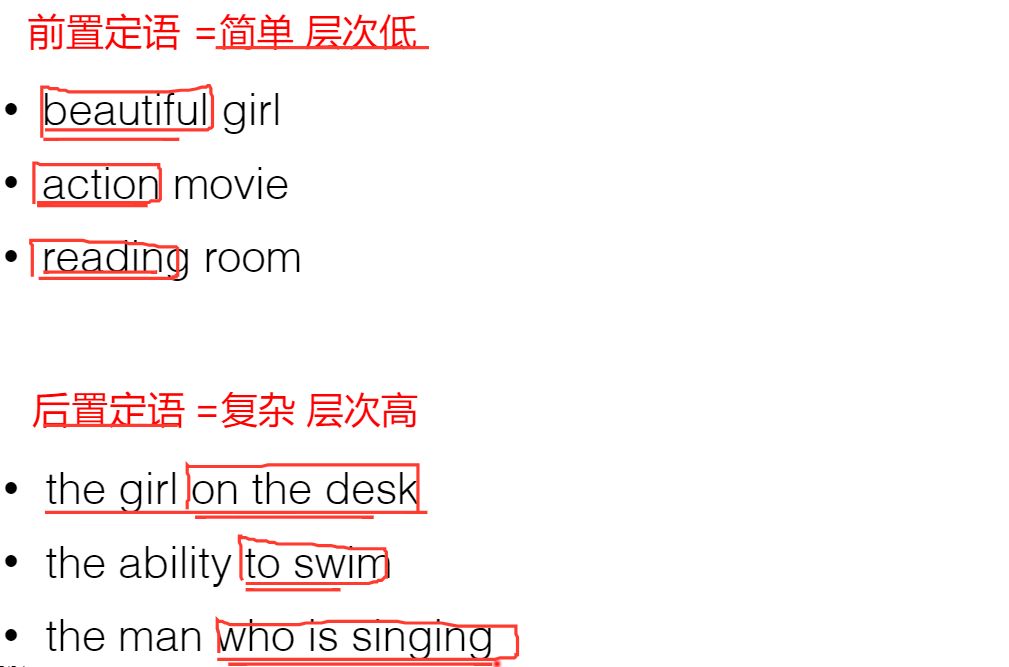 前置定语 =简单 层次低
• beautiful girl
• action movie
• reading room
后置定语 =复杂 层次高
• the girl on the desk
• the ability to swim
• the man who is singing